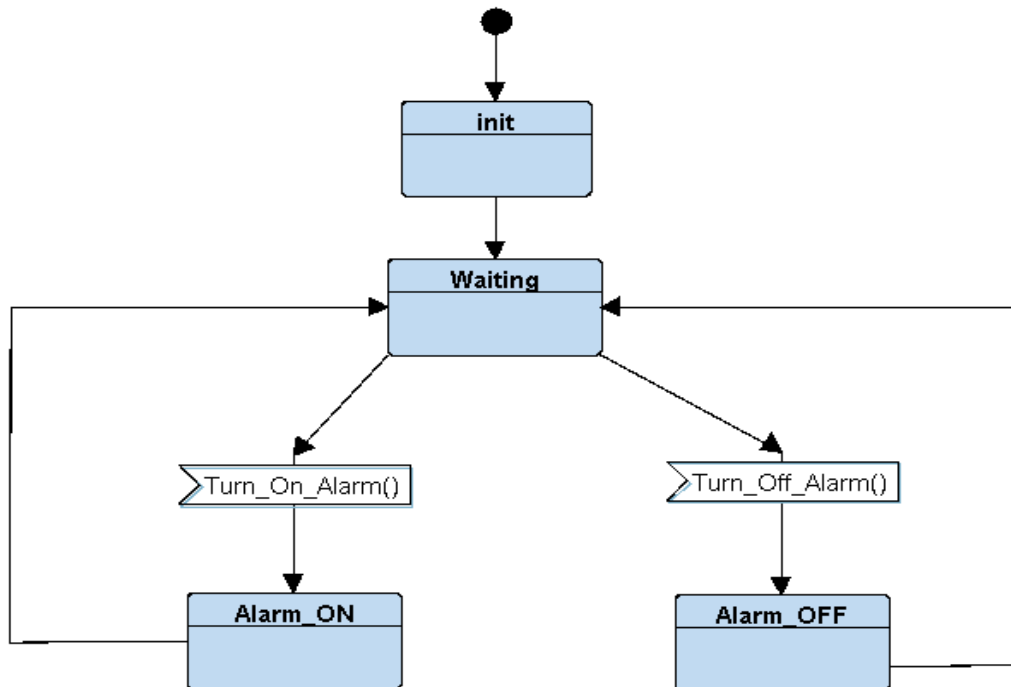 init
Waiting
Turn_On_Alarm()
Turn_Off_Alarm()
Alarm_ON
Alarm_OFF